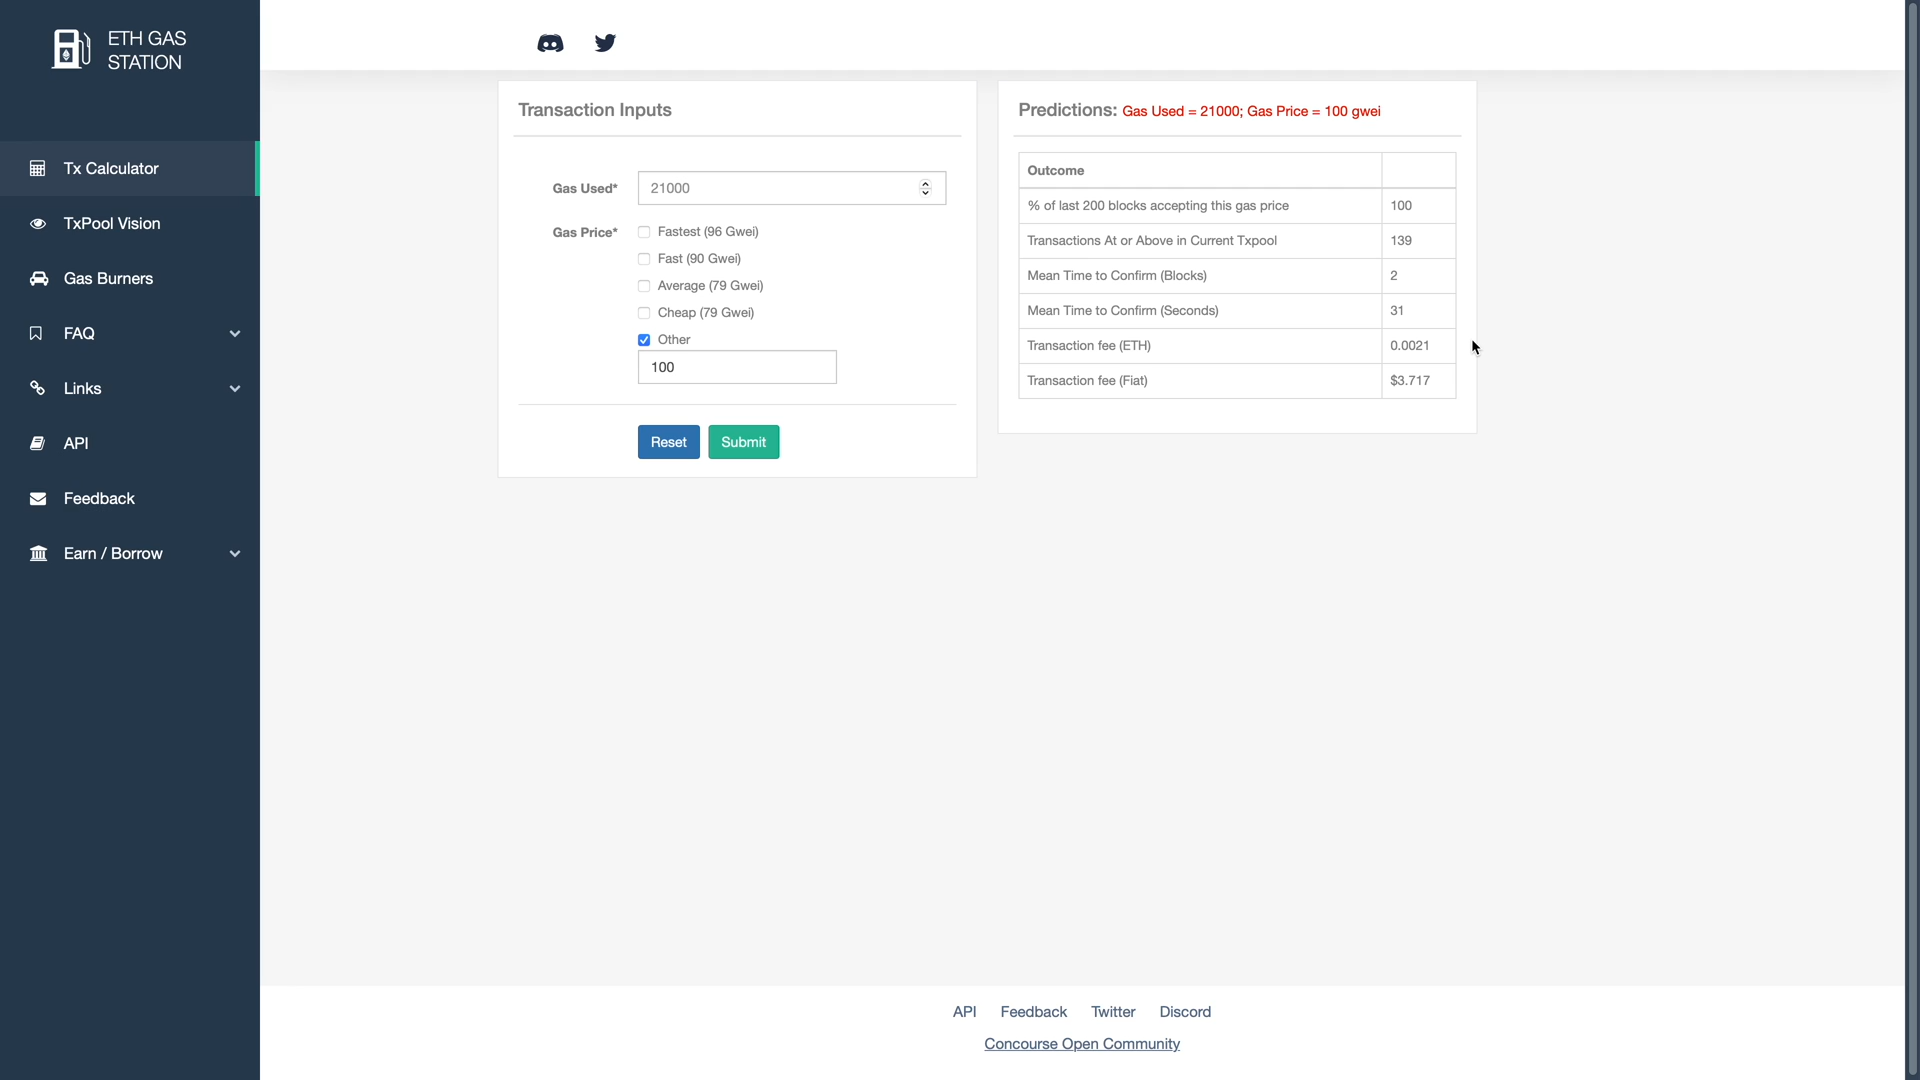 ETH GAS
STATION
Tx Calculator
TxPool Vision
Gas Burners
FAQ
Links
API
Feedback
Earn / Borrow
Transaction Inputs
Gas Used*
21000
Gas Price*
Fastest (96 Gwei)
Fast (90 Gwei)
Average (79 Gwei)
Cheap (79 Gwei)
Other
100
Reset
Submit
Predictions: Gas Used = 21000; Gas Price = 100 gwei
Outcome
% of last 200 blocks accepting this gas price 100
Transactions At or Above in Current Txpool 139
Mean Time to Confirm (Blocks) 2
Mean Time to Confirm (Seconds) 31
Transaction fee (ETH) 0.0021
Transaction fee (Fiat) $3.717
API Feedback Twitter Discord
Concourse Open Community